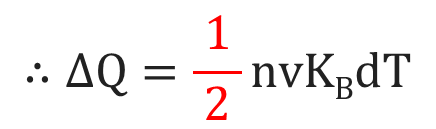 ∴ ΔQ = 1/2 nvK_BdT